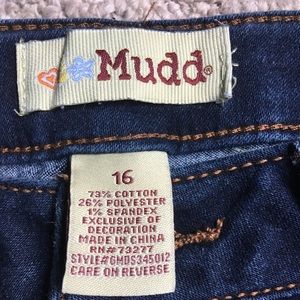 Mudd®
16
73% COTTON
26% POLYESTER
1% SPANDEX
EXCLUSIVE OF
DECORATION
MADE IN CHINA
RN#73277
STYLE#GMDS345012
CARE ON REVERSE